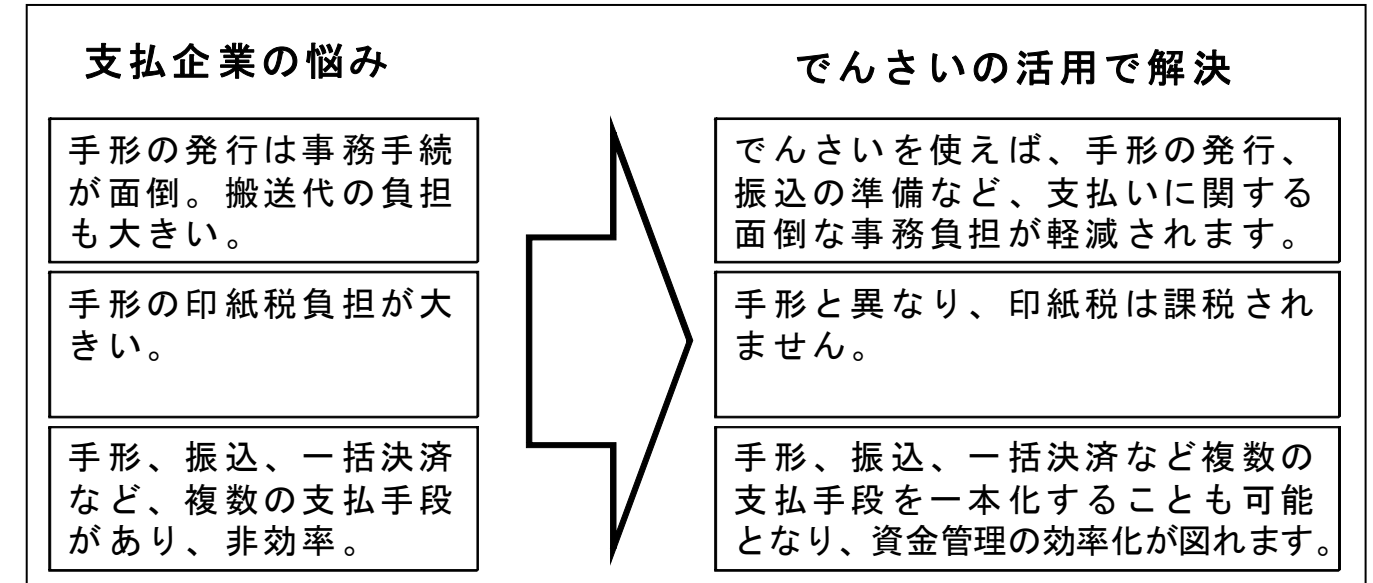 支払企業の悩み
でんさいの活用で解決
手形の発行は事務手続
が面倒。搬送代の負担
も大きい。
でんさいを使えば、手形の発行、
振込の準備など、支払いに関する
面倒な事務負担が軽減されます。
手形の印紙税負担が大
きい。
手形と異なり、印紙税は課税され
ません。
手形、振込、一括決済
など、複数の支払手段
があり、非効率。
手形、振込、一括決済など複数の
支払手段を一本化することも可能
となり、資金管理の効率化が図れます。